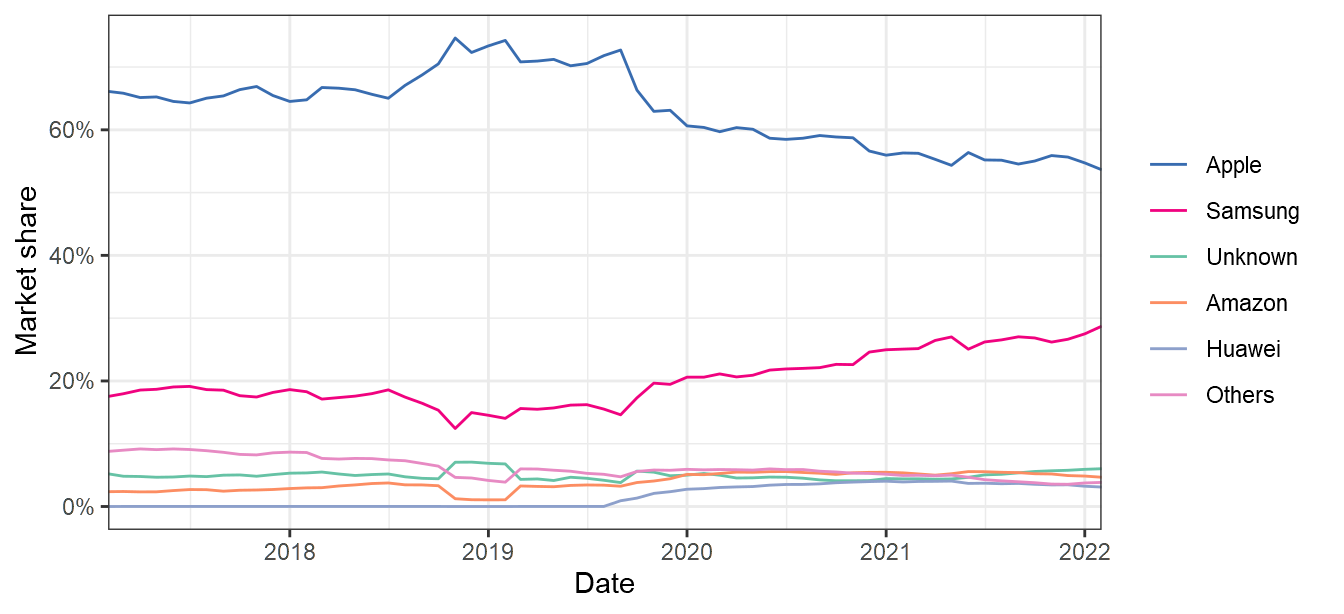 60%
40%
20%
0%
Market share
2018 2019 2020 2021 2022
Date
Apple
Samsung
Unknown
Amazon
Huawei
Others